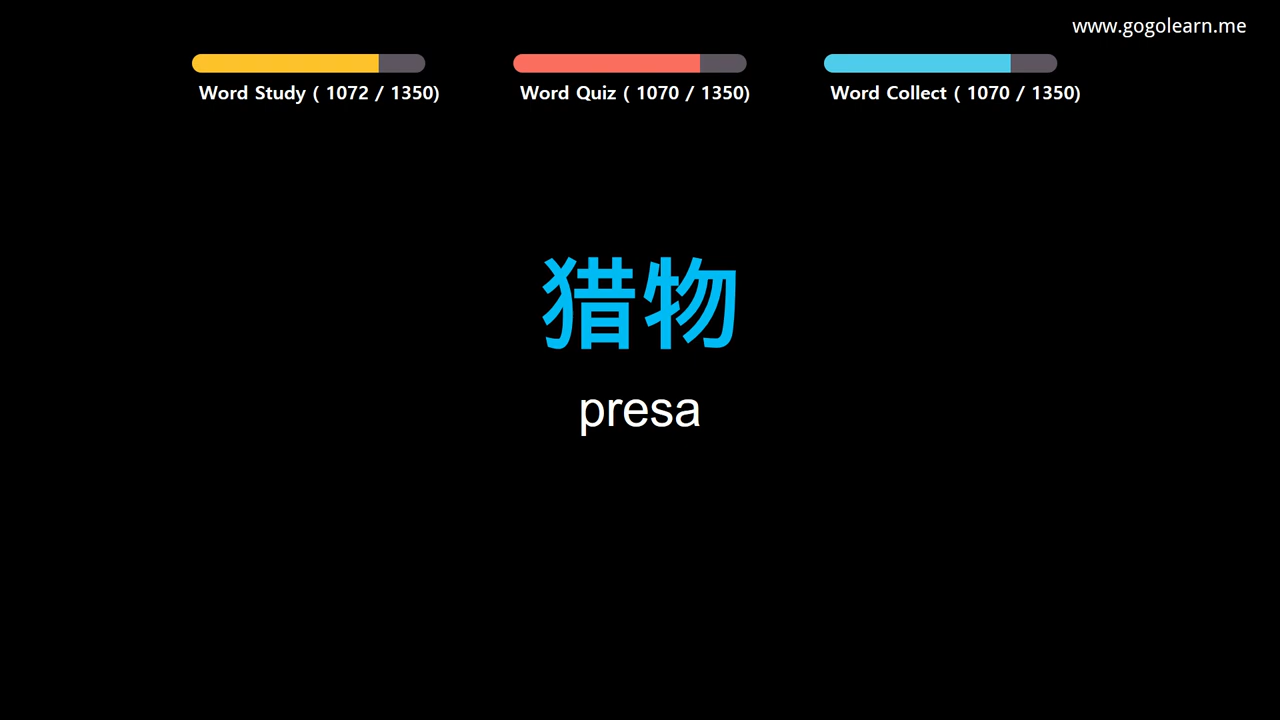 www.gogolearn.me
Word Study ( 1072 / 1350)
Word Quiz ( 1070 / 1350)
Word Collect ( 1070 / 1350)
猎物
presa